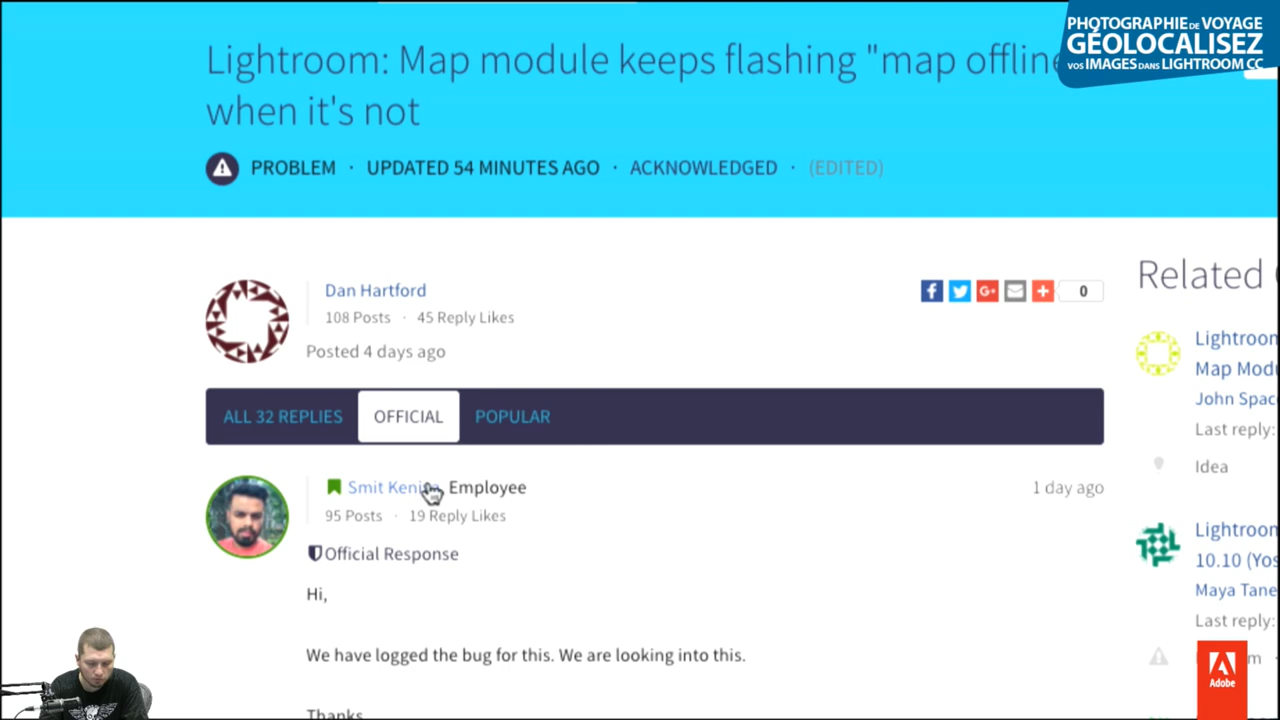 PHOTOGRAPHIE DE VOYAGE
GÉOLOCALISEZ
VOS IMAGES DANS LIGHTROOM CC
Lightroom: Map module keeps flashing "map offline
when it's not
PROBLEM · UPDATED 54 MINUTES AGO · ACKNOWLEDGED · (EDITED)
Related
Dan Hartford
108 Posts · 45 Reply Likes
Posted 4 days ago
0
ALL 32 REPLIES
OFFICIAL
POPULAR
Smit Employee
1 day ago
95 Posts · 19 Reply Likes
Official Response
Hi,
We have logged the bug for this. We are looking into this.
Thanks
Lightroom
Map
John
Last reply:
Idea
Lightroom
10.10
Maya
Last reply:
Adobe